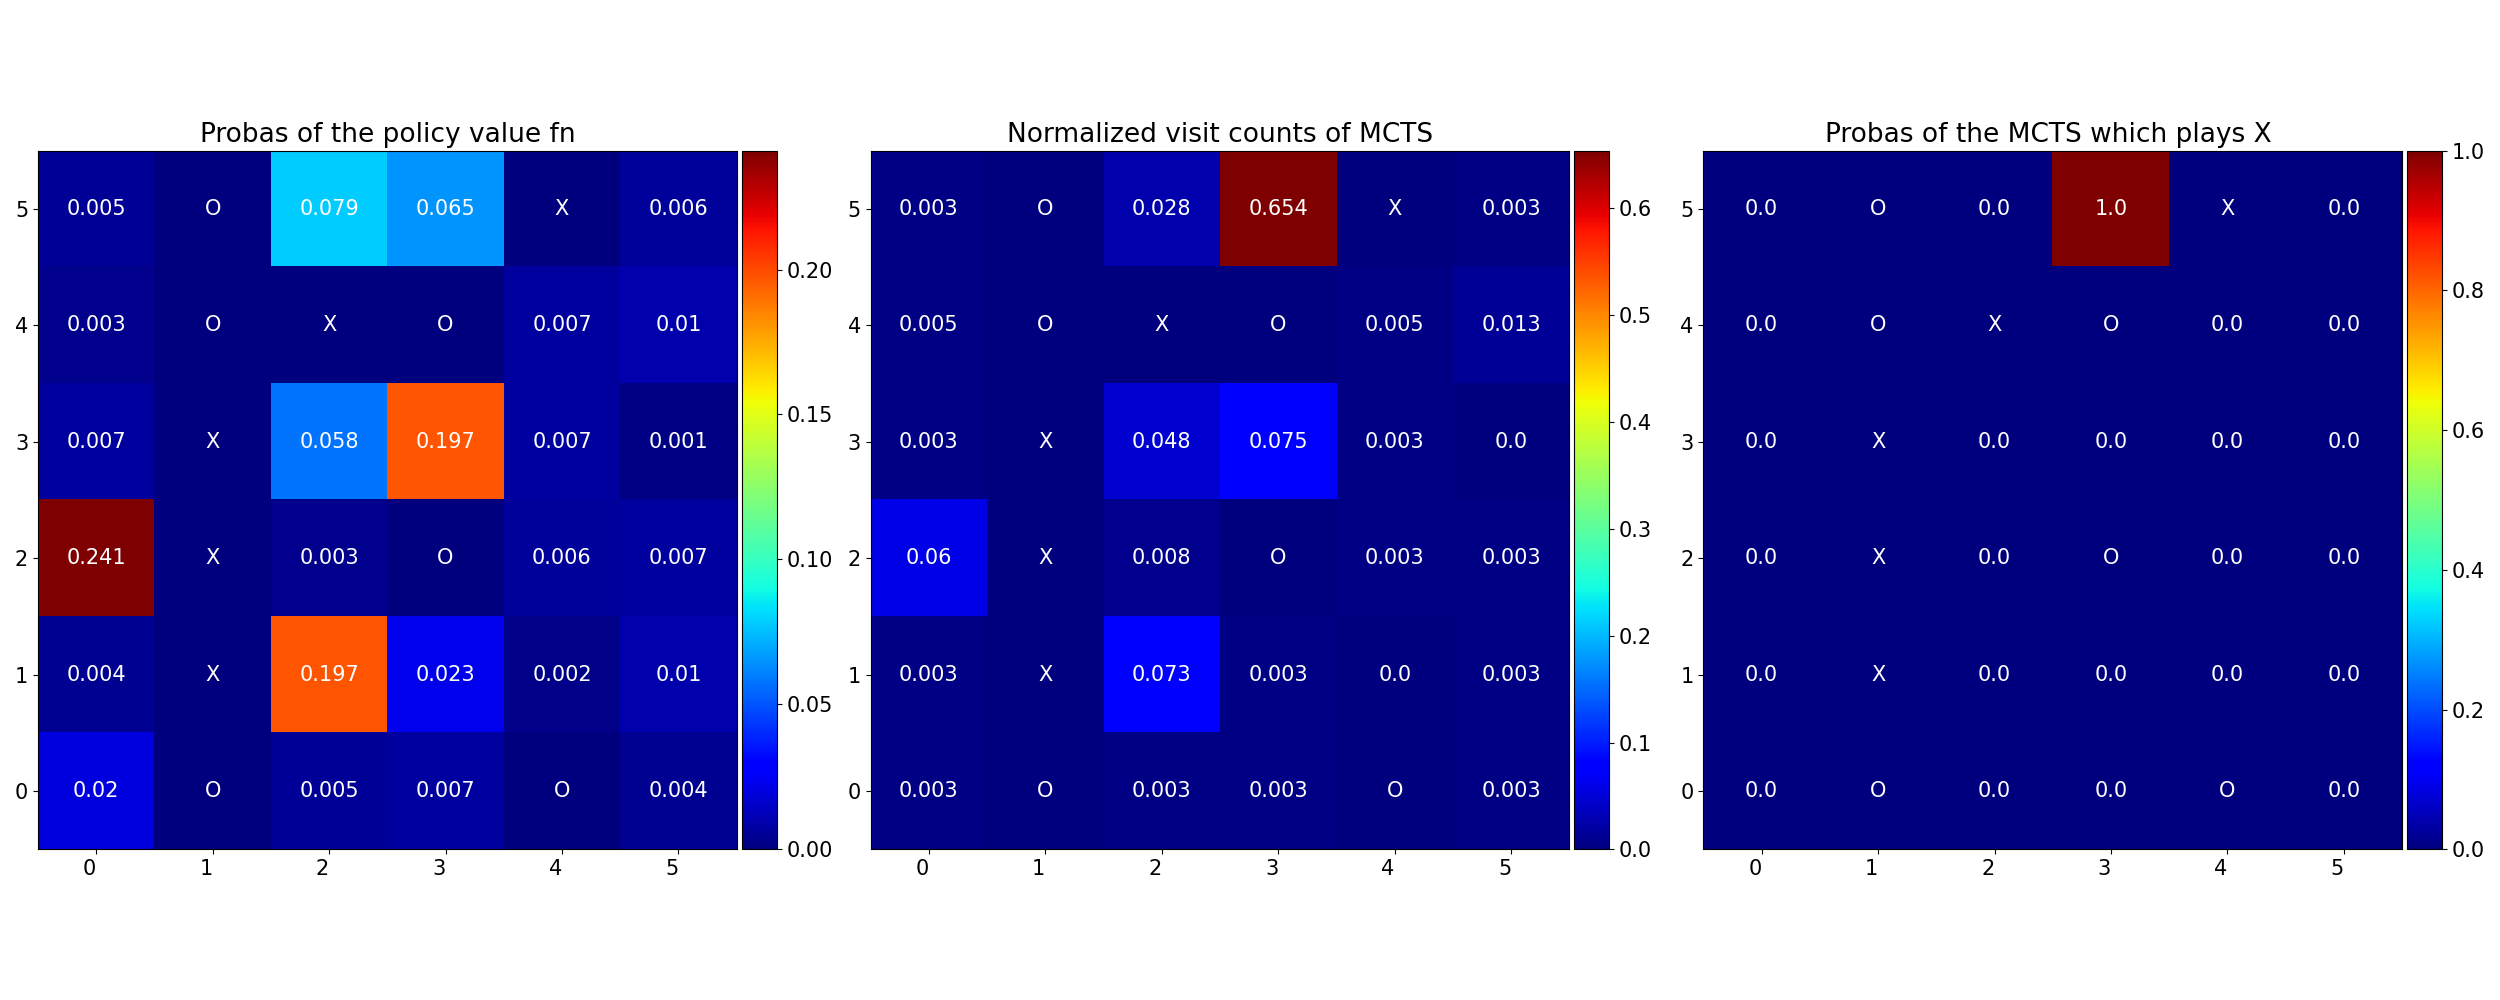 Probas of the policy value fn
5 0.005 O 0.079 0.065 X 0.006
4 0.003 O X O 0.007 0.01
3 0.007 X 0.058 0.197 0.007 0.001
2 0.241 X 0.003 O 0.006 0.007
1 0.004 X 0.197 0.023 0.002 0.01
0 0.02 O 0.005 0.007 O 0.004
0 1 2 3 4 5
0.20
0.15
0.10
0.05
0.00
Normalized visit counts of MCTS
5 0.003 O 0.028 0.654 X 0.003
4 0.005 O X O 0.005 0.013
3 0.003 X 0.048 0.075 0.003 0.0
2 0.06 X 0.008 O 0.003 0.003
1 0.003 X 0.073 0.003 0.0 0.003
0 0.003 O 0.003 0.003 O 0.003
0 1 2 3 4 5
0.6
0.5
0.4
0.3
0.2
0.1
0.0
Probas of the MCTS which plays X
5 0.0 O 0.0 1.0 X 0.0
4 0.0 O X O 0.0 0.0
3 0.0 X 0.0 0.0 0.0 0.0
2 0.0 X 0.0 O 0.0 0.0
1 0.0 X 0.0 0.0 0.0 0.0
0 0.0 O 0.0 0.0 O 0.0
0 1 2 3 4 5
1.0
0.8
0.6
0.4
0.2
0.0